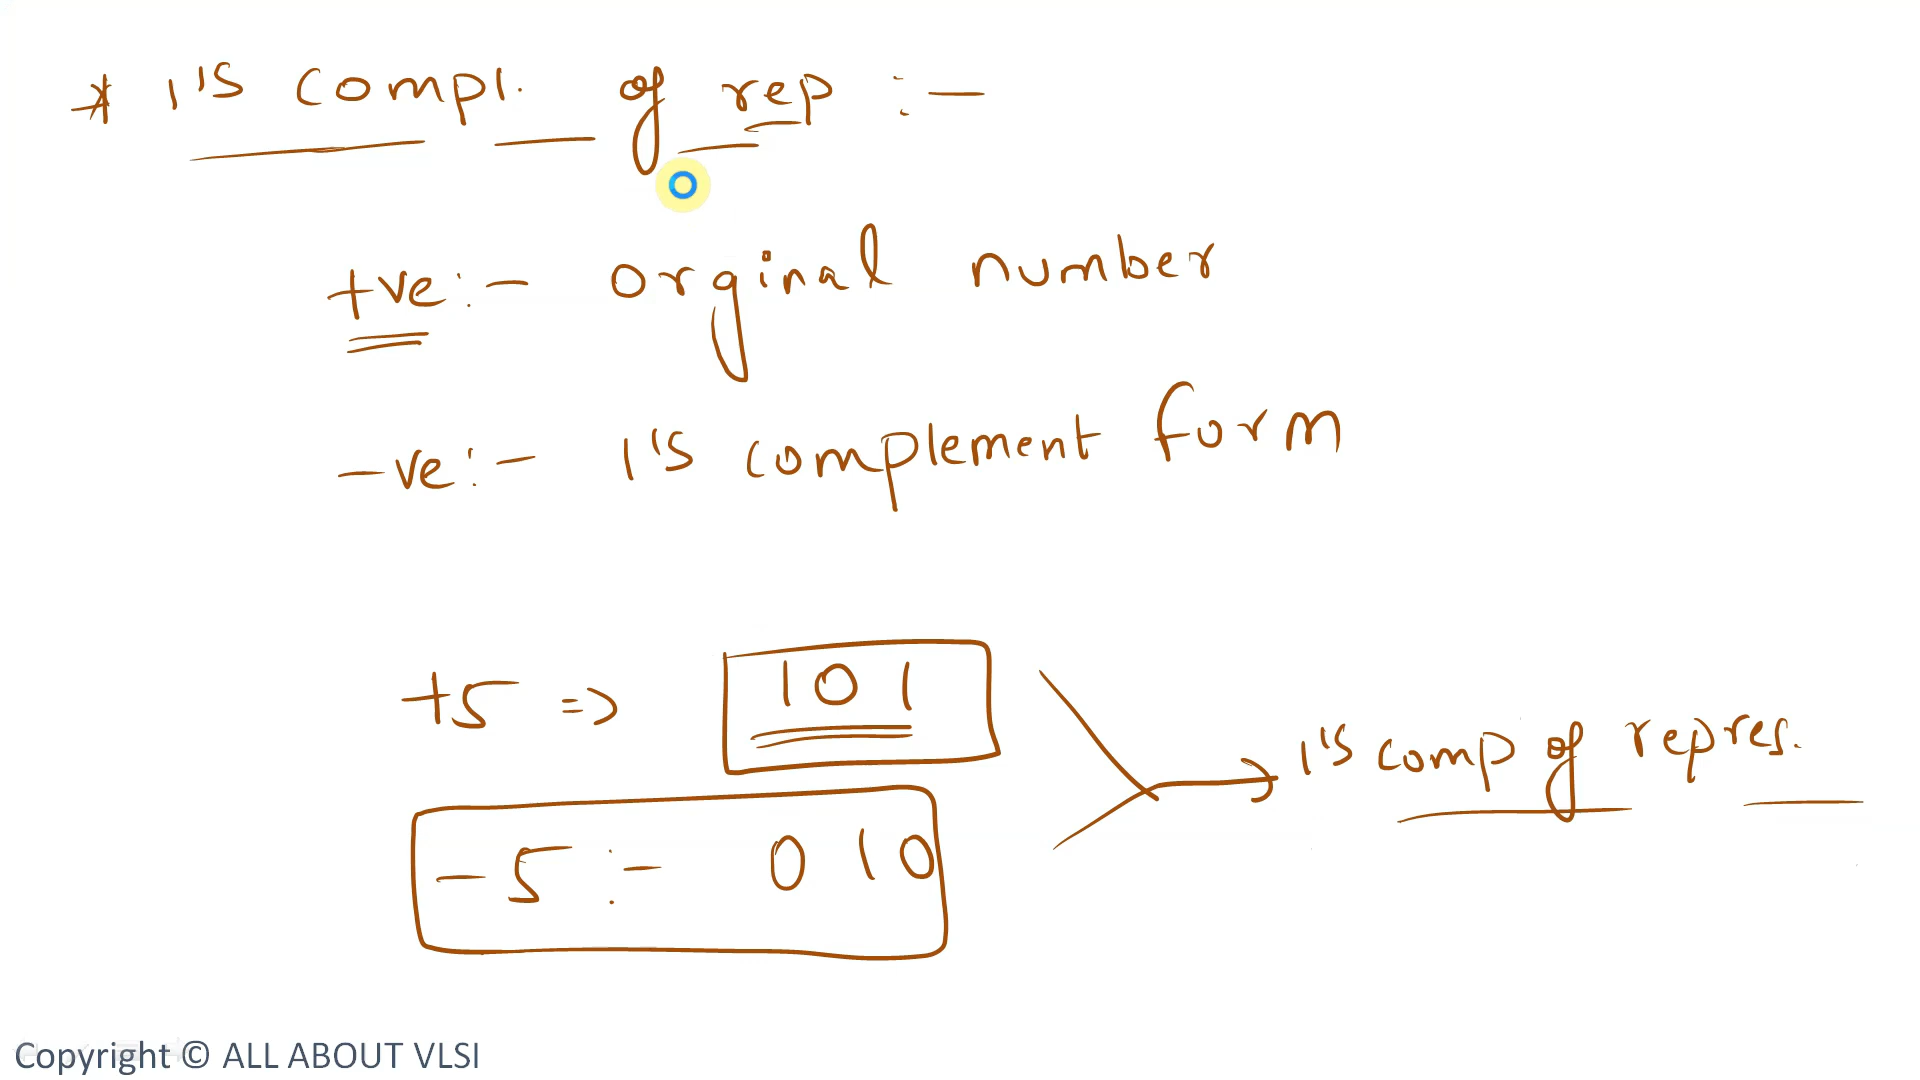 * 1's compl. of rep :-
+ve :- orginal number
-ve :- 1's complement form
+5 => 101
1's comp of repres.
-5 :- 010
Copyright © ALL ABOUT VLSI